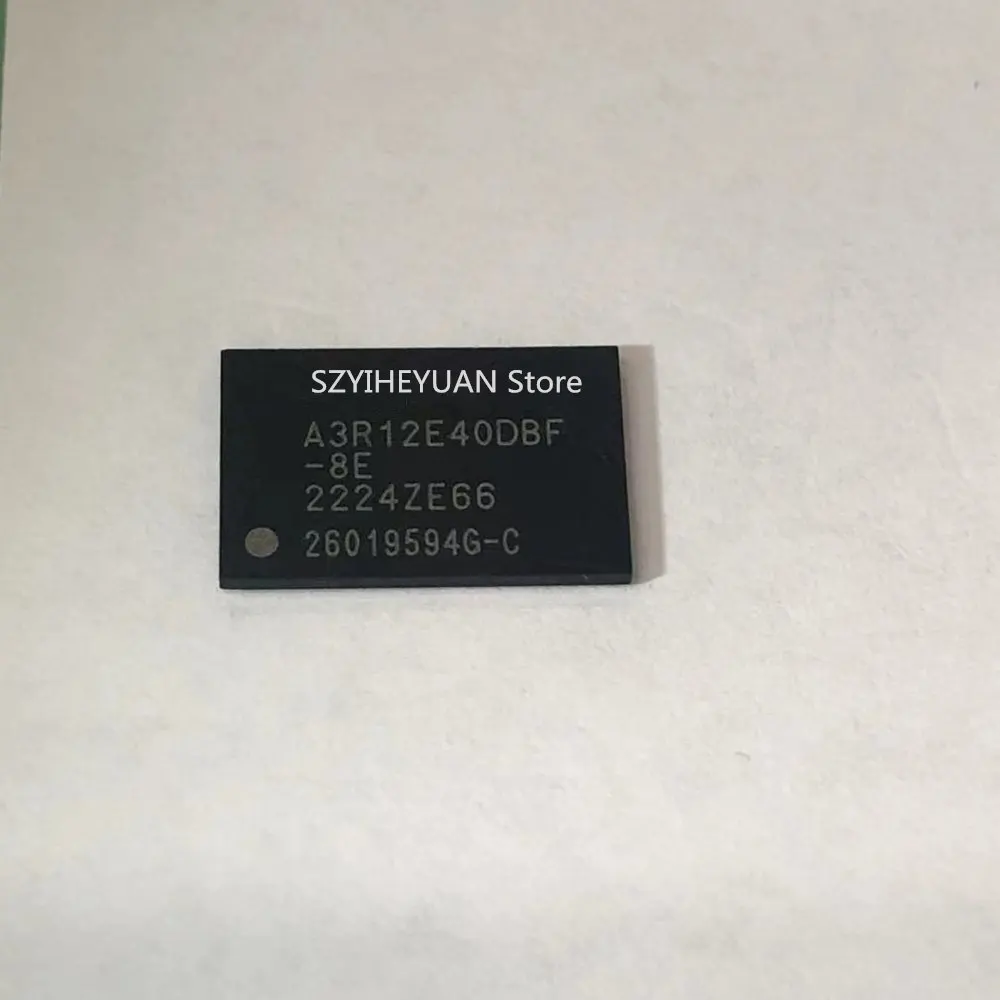 SZYIHEYUAN Store
A3R12E40DBF
-8E
2224ZE66
26019594G-C